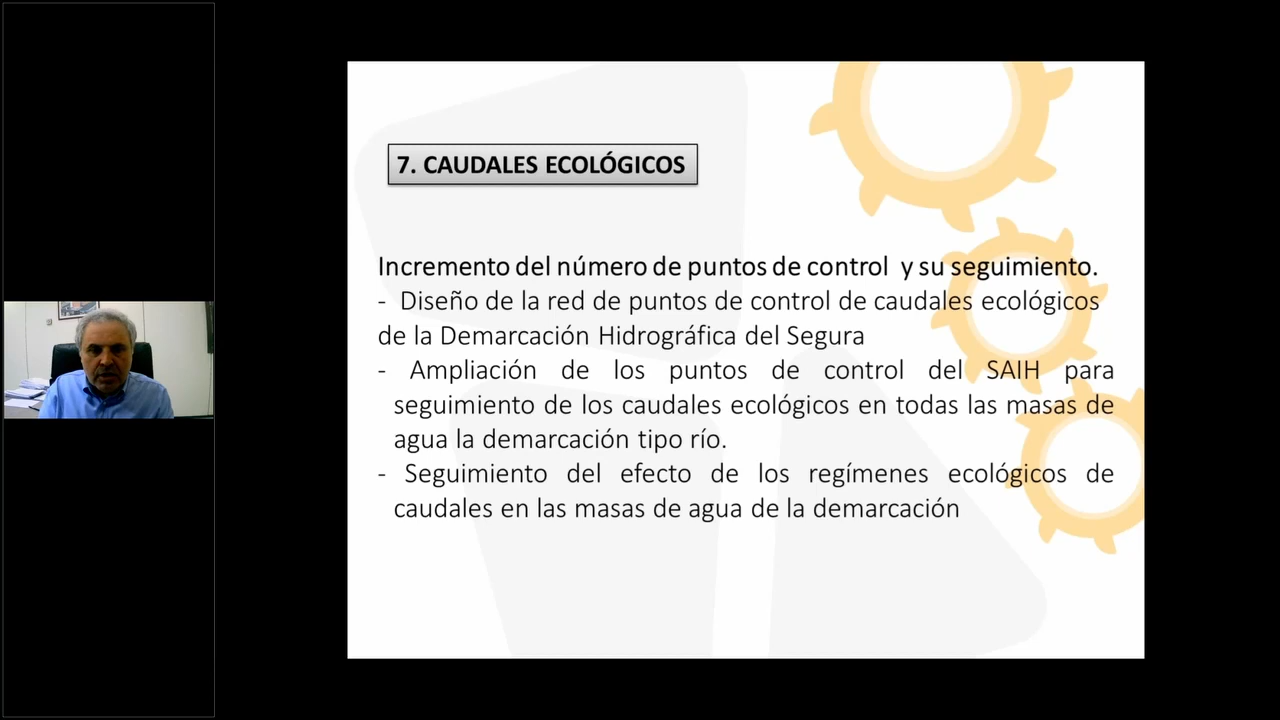 7. CAUDALES ECOLÓGICOS
Incremento del número de puntos de control y su seguimiento.
- Diseño de la red de puntos de control de caudales ecológicos
de la Demarcación Hidrográfica del Segura
- Ampliación de los puntos de control del SAIH para
seguimiento de los caudales ecológicos en todas las masas de
agua la demarcación tipo río.
- Seguimiento del efecto de los regímenes ecológicos de
caudales en las masas de agua de la demarcación